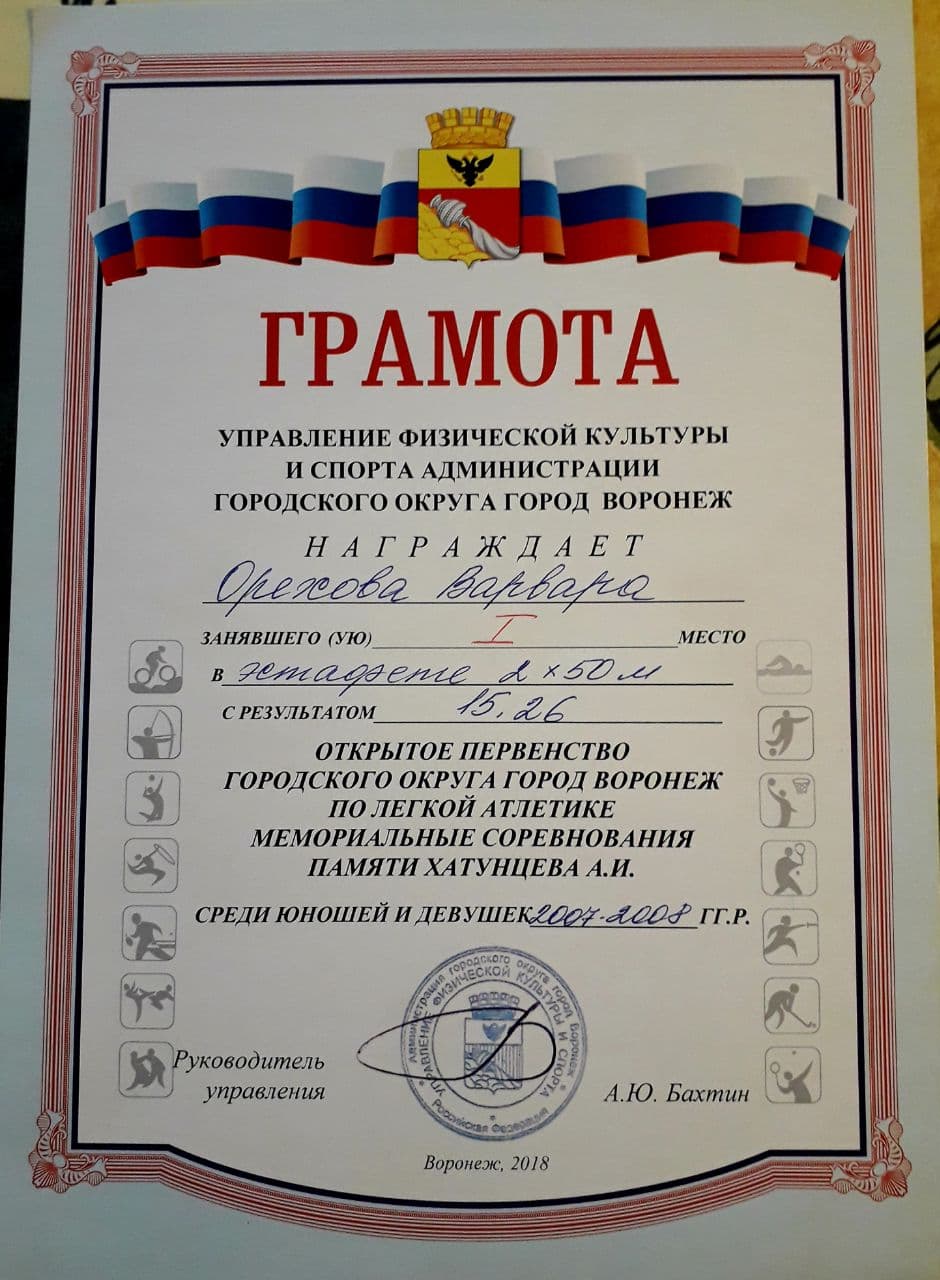 ГРАМОТА
УПРАВЛЕНИЕ ФИЗИЧЕСКОЙ КУЛЬТУРЫ
И СПОРТА АДМИНИСТРАЦИИ
ГОРОДСКОГО ОКРУГА ГОРОД ВОРОНЕЖ
НАГРАЖДАЕТ
Орехова Варвара
ЗАНЯВШЕГО (УЮ) I МЕСТО
В эстафете 2 х 50 м
С РЕЗУЛЬТАТОМ 15,26
ОТКРЫТОЕ ПЕРВЕНСТВО
ГОРОДСКОГО ОКРУГА ГОРОД ВОРОНЕЖ
ПО ЛЕГКОЙ АТЛЕТИКЕ
МЕМОРИАЛЬНЫЕ СОРЕВНОВАНИЯ
ПАМЯТИ ХАТУНЦЕВА А.И.
СРЕДИ ЮНОШЕЙ И ДЕВУШЕК 2007-2008 ГГ.Р.
Администрация городского округа город Воронеж
УПРАВЛЕНИЕ ФИЗИЧЕСКОЙ КУЛЬТУРЫ И СПОРТА
Российская Федерация
Руководитель
управления
А.Ю. Бахтин
Воронеж, 2018